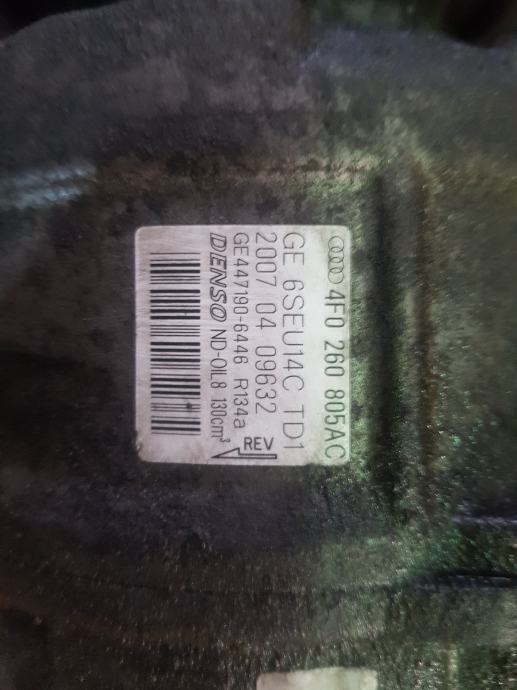 4F0 260 805AC
GE 6SEU14C TD1
2007 04 09632
REV
GE447190-6446 R134a
DENSO ND-OIL8 130cm³